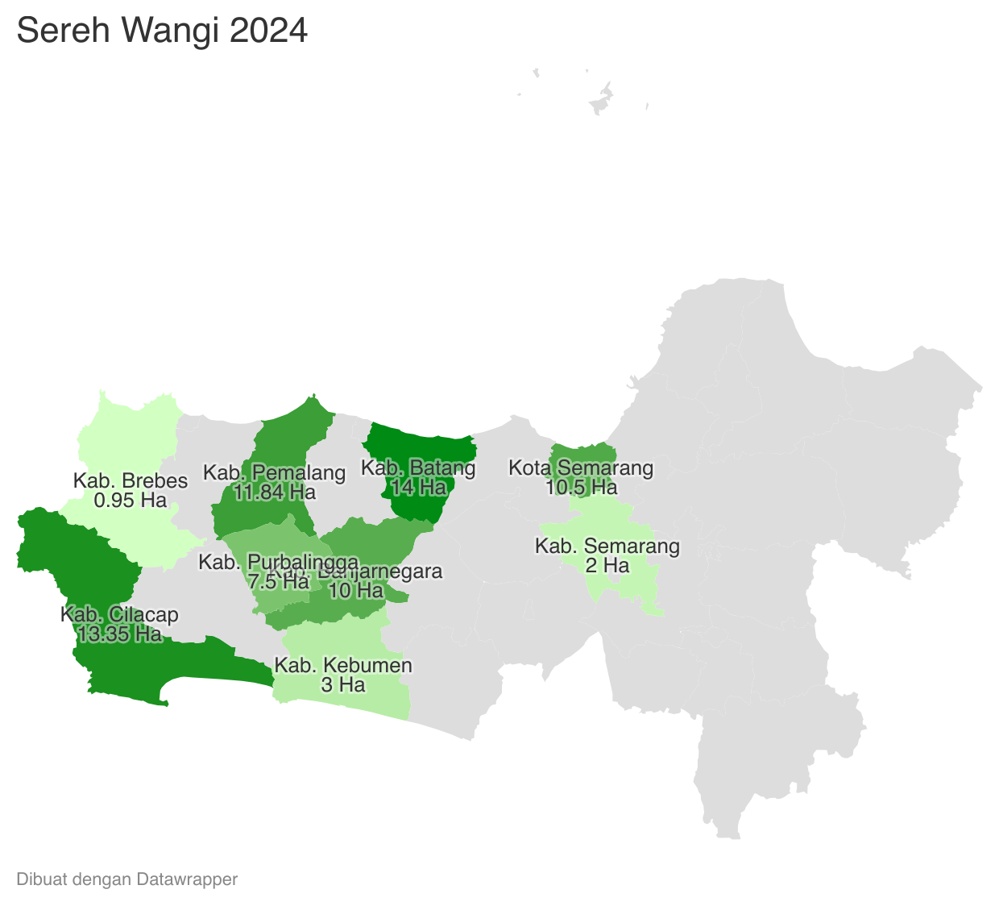 Sereh Wangi 2024
Kab. Brebes
0.95 Ha
Kab. Pemalang
11.84 Ha
Kab. Batang
14 Ha
Kota Semarang
10.5 Ha
Kab. Semarang
2 Ha
Kab. Purbalingga
7.5 Ha
Kab. Banjarnegara
10 Ha
Kab. Cilacap
13.35 Ha
Kab. Kebumen
3 Ha
Dibuat dengan Datawrapper